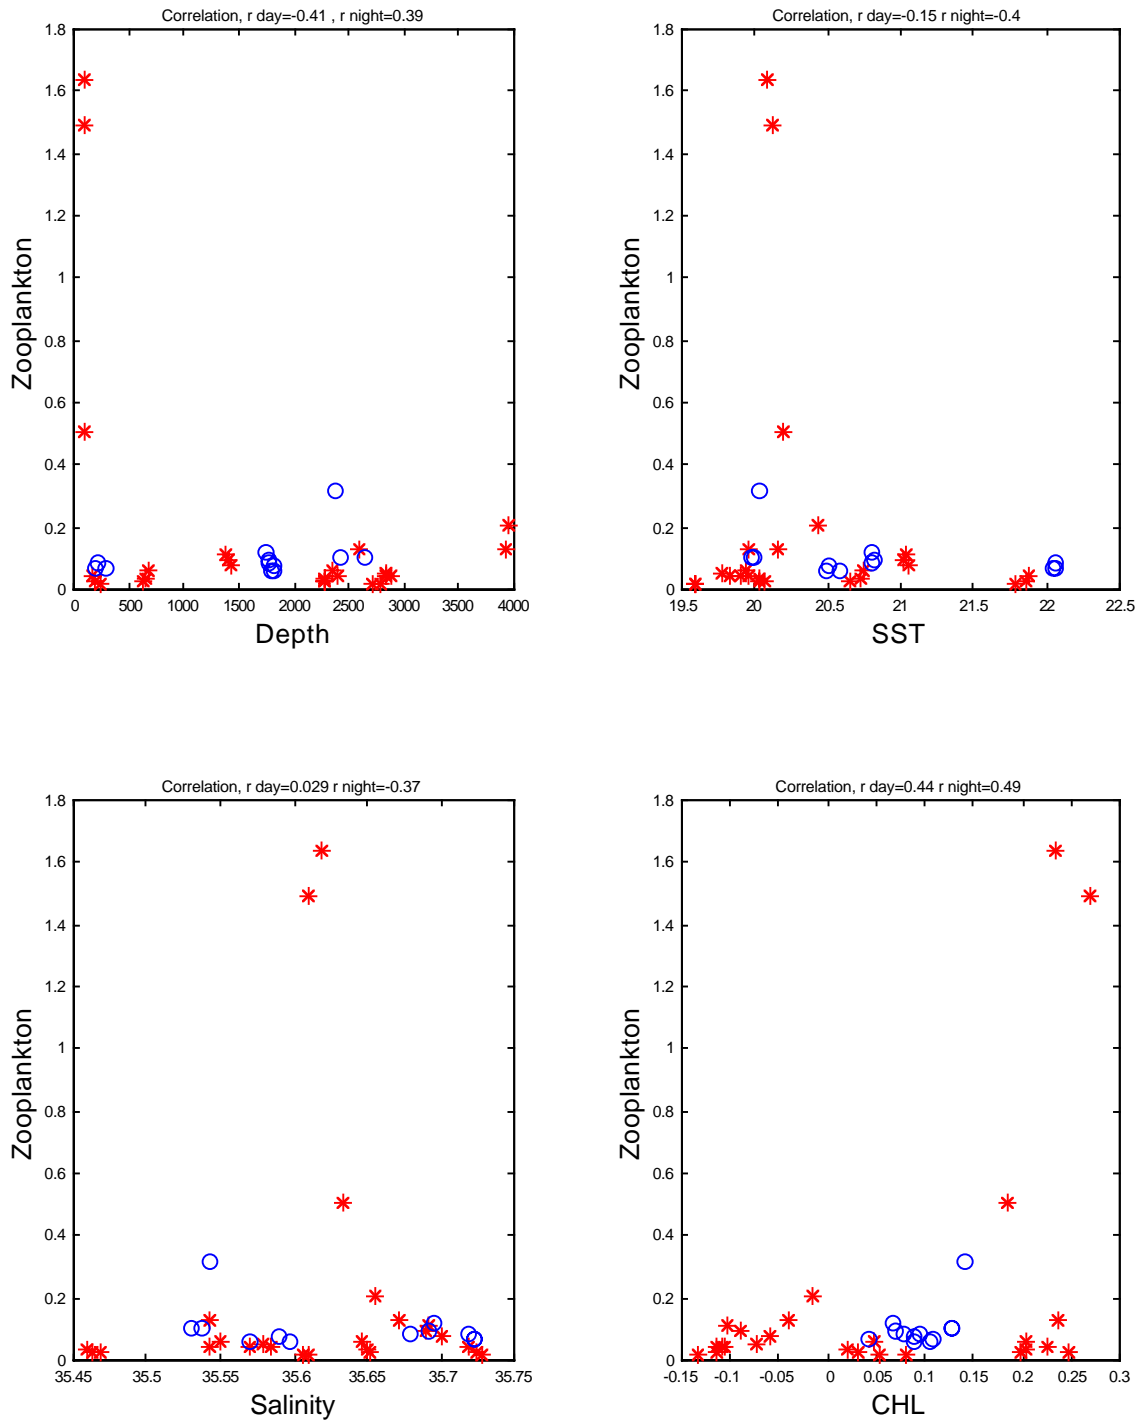 Correlation, r day=-0.41 , r night=0.39
1.8
1.6
1.4
1.2
1
0.8
0.6
0.4
0.2
0
Zooplankton
0 500 1000 1500 2000 2500 3000 3500 4000
Depth
Correlation, r day=-0.15 r night=-0.4
1.8
1.6
1.4
1.2
1
0.8
0.6
0.4
0.2
0
Zooplankton
19.5 20 20.5 21 21.5 22 22.5
SST
Correlation, r day=0.029 r night=-0.37
1.8
1.6
1.4
1.2
1
0.8
0.6
0.4
0.2
0
Zooplankton
35.45 35.5 35.55 35.6 35.65 35.7 35.75
Salinity
Correlation, r day=0.44 r night=0.49
1.8
1.6
1.4
1.2
1
0.8
0.6
0.4
0.2
0
Zooplankton
-0.15 -0.1 -0.05 0 0.05 0.1 0.15 0.2 0.25 0.3
CHL